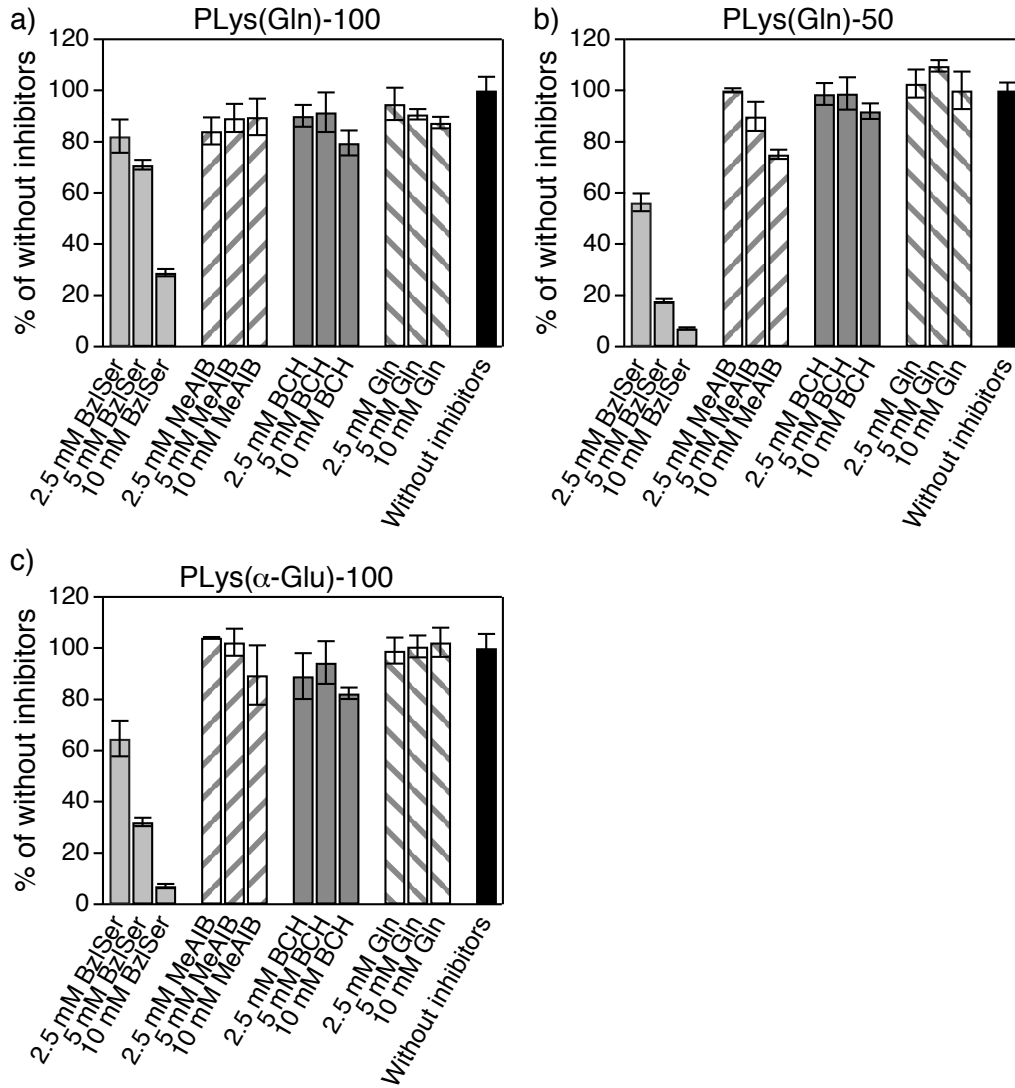 a)
PLys(Gln)-100
% of without inhibitors
120
100
80
60
40
20
0
2.5 mM BzlSer
5 mM BzlSer
10 mM BzlSer
2.5 mM MeAIB
5 mM MeAIB
10 mM MeAIB
2.5 mM BCH
5 mM BCH
10 mM BCH
2.5 mM Gln
5 mM Gln
10 mM Gln
Without inhibitors
b)
PLys(Gln)-50
% of without inhibitors
120
100
80
60
40
20
0
2.5 mM BzlSer
5 mM BzlSer
10 mM BzlSer
2.5 mM MeAIB
5 mM MeAIB
10 mM MeAIB
2.5 mM BCH
5 mM BCH
10 mM BCH
2.5 mM Gln
5 mM Gln
10 mM Gln
Without inhibitors
c)
PLys(α-Glu)-100
% of without inhibitors
120
100
80
60
40
20
0
2.5 mM BzlSer
5 mM BzlSer
10 mM BzlSer
2.5 mM MeAIB
5 mM MeAIB
10 mM MeAIB
2.5 mM BCH
5 mM BCH
10 mM BCH
2.5 mM Gln
5 mM Gln
10 mM Gln
Without inhibitors